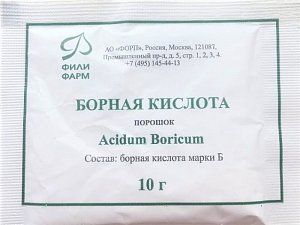 ФИЛИ
ФАРМ
АО «ФОРП», Россия, Москва, 121087,
Промышленный пр-д, д. 5, стр. 1, 2, 3, 4.
+7 (495) 145-44-13
БОРНАЯ КИСЛОТА
ПОРОШОК
Acidum Boricum
Состав: борная кислота марки Б
10 г